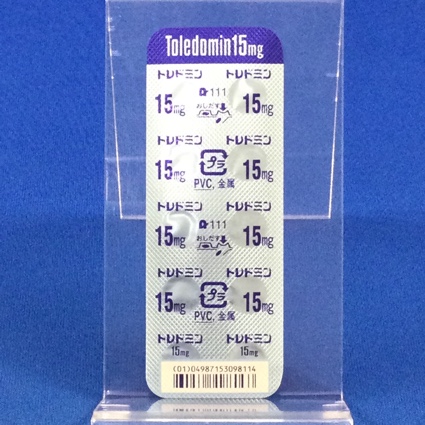 Toledomin15mg
トレドミン トレドミン
15mg 111 15mg
おしだす
トレドミン トレドミン
15mg プラ 15mg
PVC, 金属
トレドミン トレドミン
15mg 111 15mg
おしだす
トレドミン トレドミン
15mg プラ 15mg
PVC, 金属
トレドミン トレドミン
15mg 15mg
(01)04987153098114